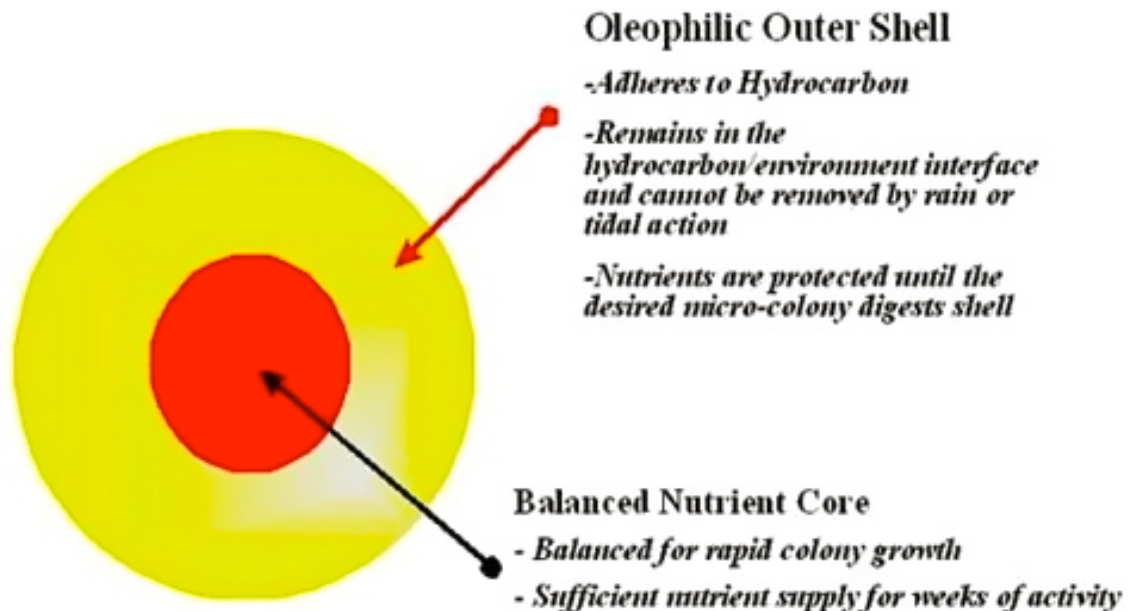 Oleophilic Outer Shell
-Adheres to Hydrocarbon
-Remains in the
hydrocarbon/environment interface
and cannot be removed by rain or
tidal action
-Nutrients are protected until the
desired micro-colony digests shell
Balanced Nutrient Core
- Balanced for rapid colony growth
- Sufficient nutrient supply for weeks of activity